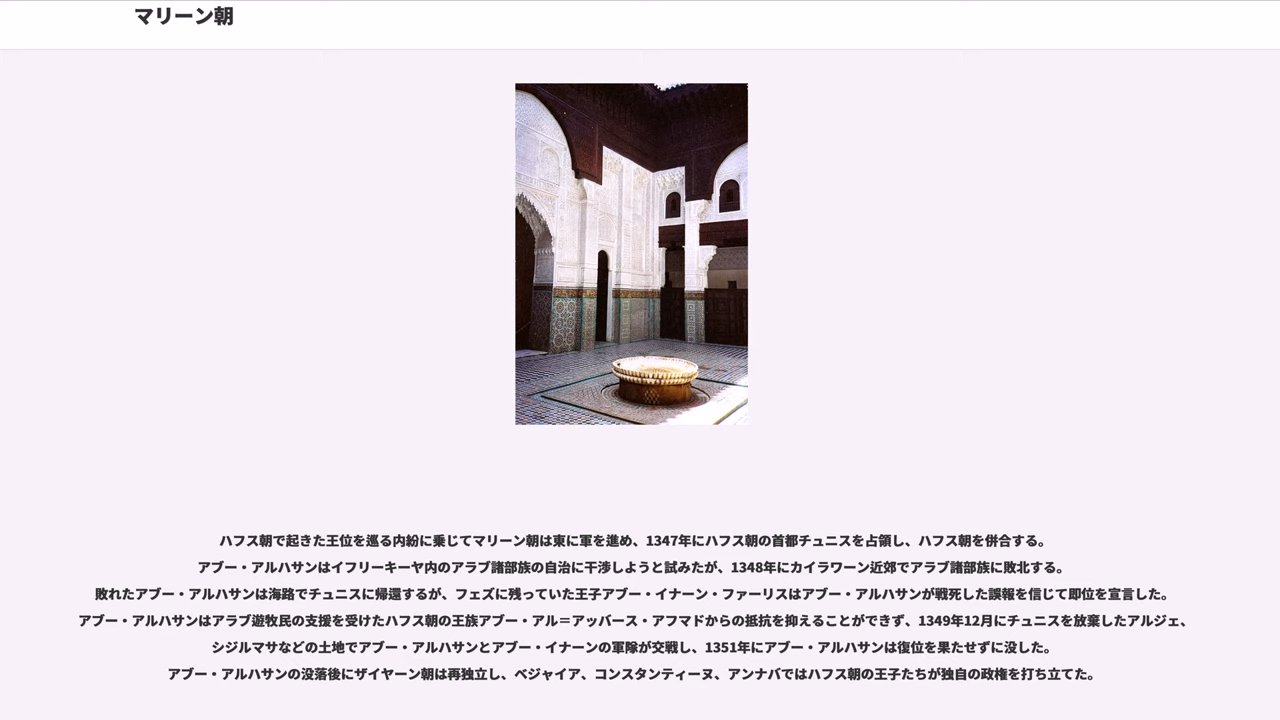 マリーン朝
ハフス朝で起きた王位を巡る内紛に乗じてマリーン朝は東に軍を進め、1347年にハフス朝の首都チュニスを占領し、ハフス朝を併合する。
アブー・アルハサンはイフリーキーヤ内のアラブ諸部族の自治に干渉しようと試みたが、1348年にカイラワーン近郊でアラブ諸部族に敗北する。
敗れたアブー・アルハサンは海路でチュニスに帰還するが、フェズに残っていた王子アブー・イナーン・ファーリスはアブー・アルハサンが戦死した誤報を信じて即位を宣言した。
アブー・アルハサンはアラブ遊牧民の支援を受けたハフス朝の王族アブー・アル＝アッバース・アフマドからの抵抗を抑えることができず、1349年12月にチュニスを放棄したアルジェ、
シジルマサなどの土地でアブー・アルハサンとアブー・イナーンの軍隊が交戦し、1351年にアブー・アルハサンは復位を果たせずに没した。
アブー・アルハサンの没落後にザイヤーン朝は再独立し、ベジャイア、コンスタンティーヌ、アンナバではハフス朝の王子たちが独自の政権を打ち立てた。